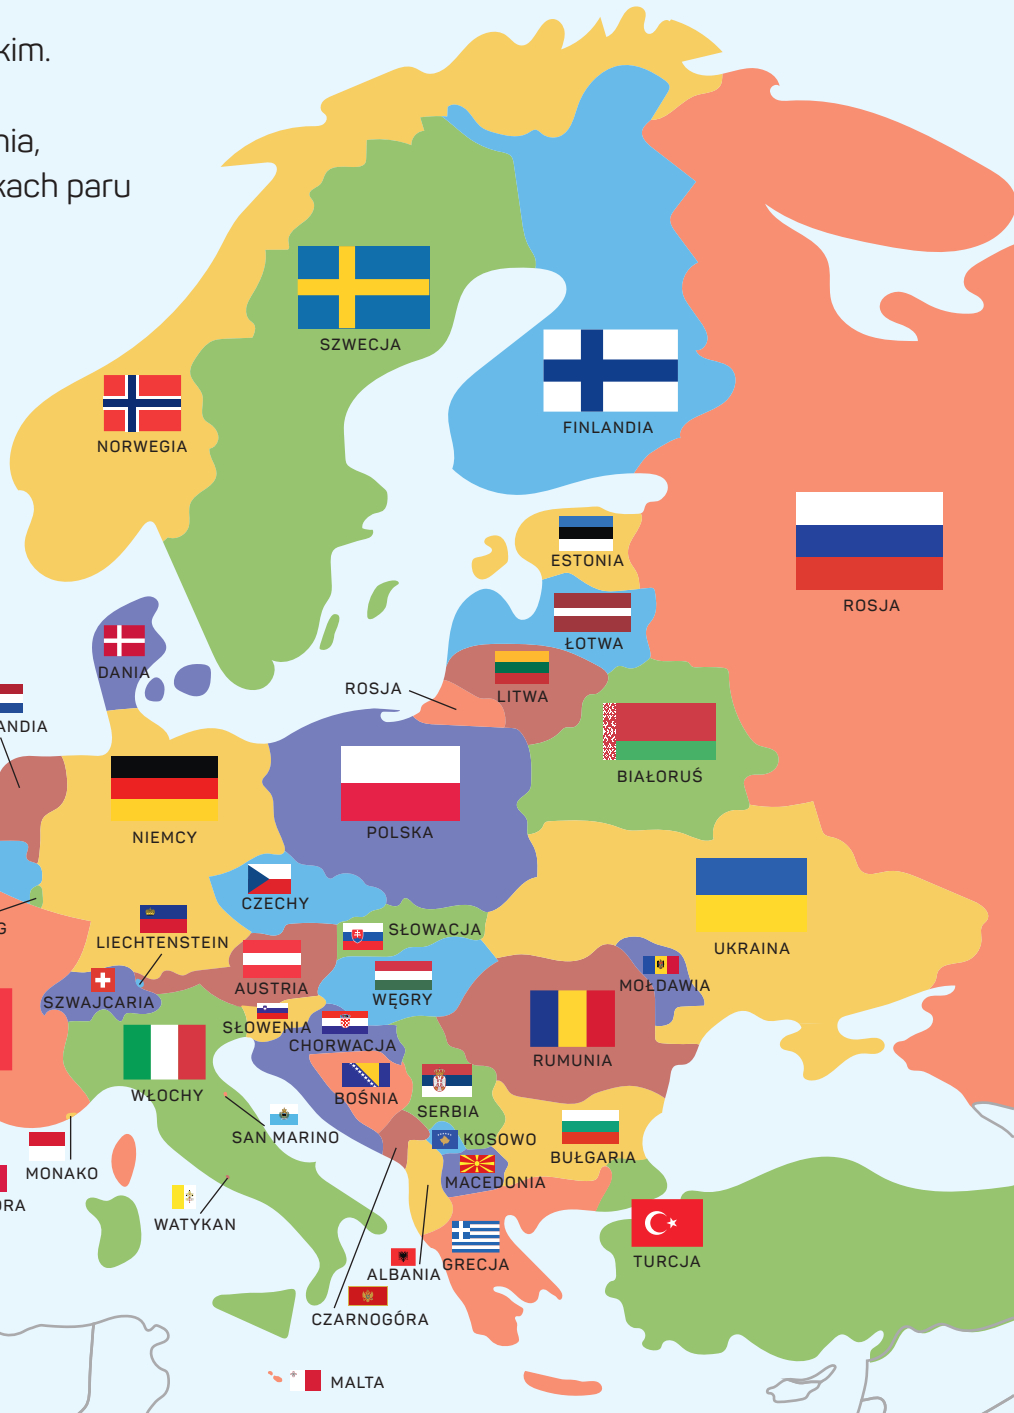 kim.
nia,
kach paru
SZWECJA
NORWEGIA
FINLANDIA
ESTONIA
ROSJA
ŁOTWA
DANIA
ROSJA
LITWA
ANDIA
BIAŁORUŚ
NIEMCY
POLSKA
CZECHY
G
SŁOWACJA
LIECHTENSTEIN
UKRAINA
AUSTRIA
MOŁDAWIA
SZWAJCARIA
WĘGRY
SŁOWENIA
CHORWACJA
RUMUNIA
WŁOCHY
BOŚNIA
SERBIA
SAN MARINO
KOSOWO
BUŁGARIA
MONAKO
MACEDONIA
ORA
WATYKAN
TURCJA
GRECJA
ALBANIA
CZARNOGÓRA
MALTA